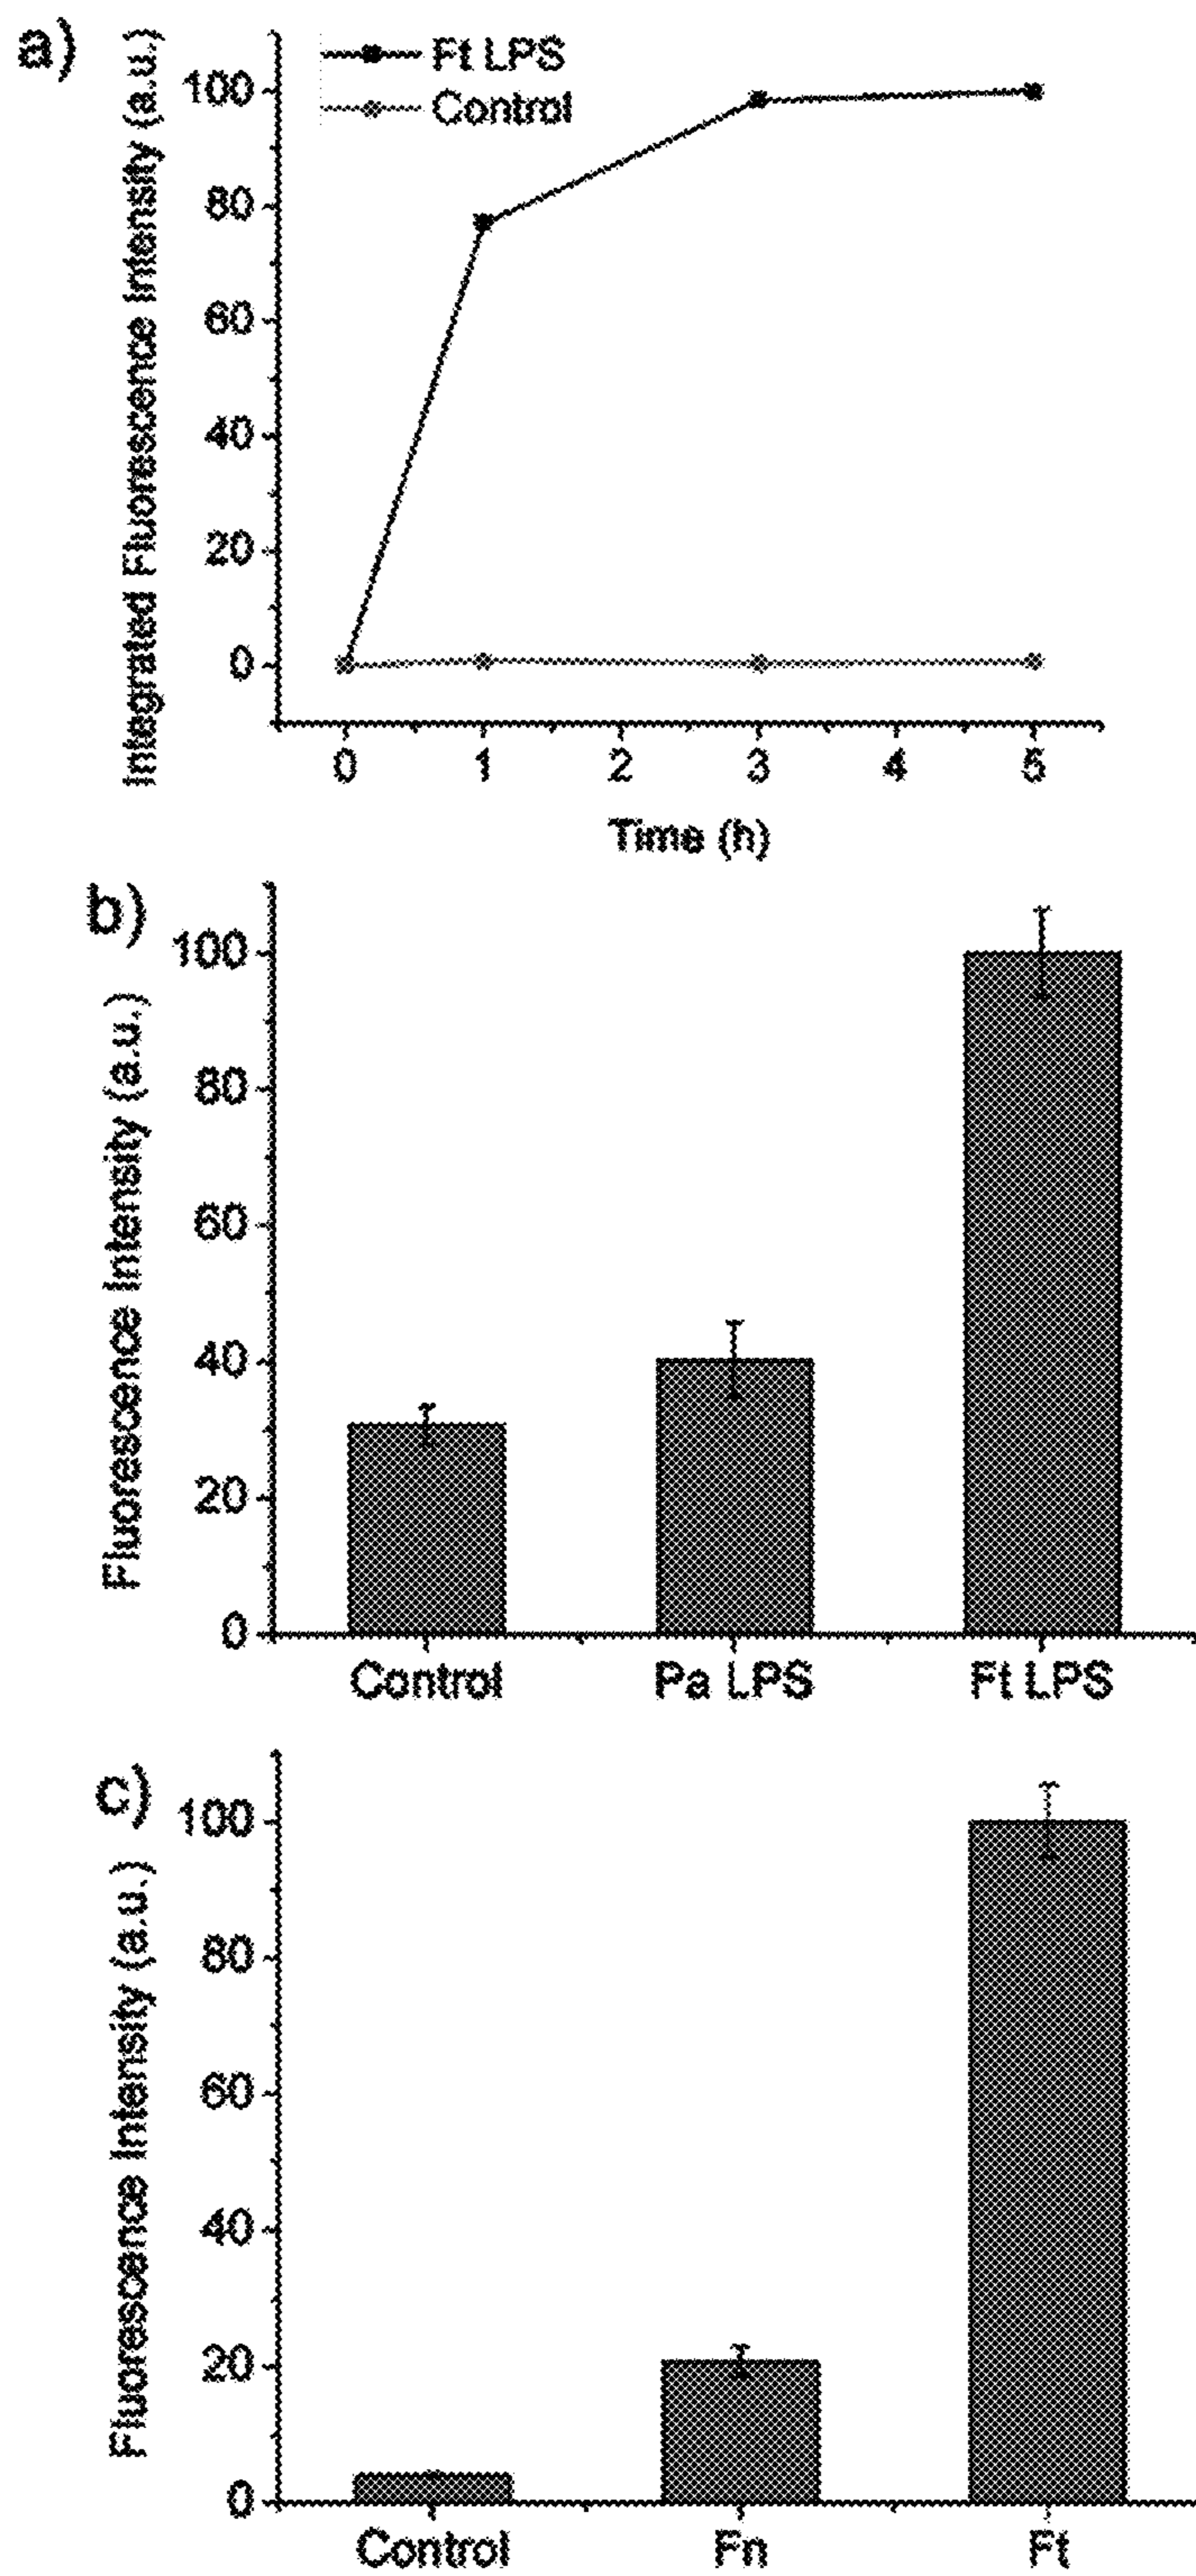 a)
Ft LPS
Control
Integrated Fluorescence Intensity (a.u.)
100
80
60
40
20
0
0 1 2 3 4 5
Time (h)
b)
Fluorescence Intensity (a.u.)
100
80
60
40
20
0
Control Pa LPS Ft LPS
c)
Fluorescence Intensity (a.u.)
100
80
60
40
20
0
Control Fn Ft